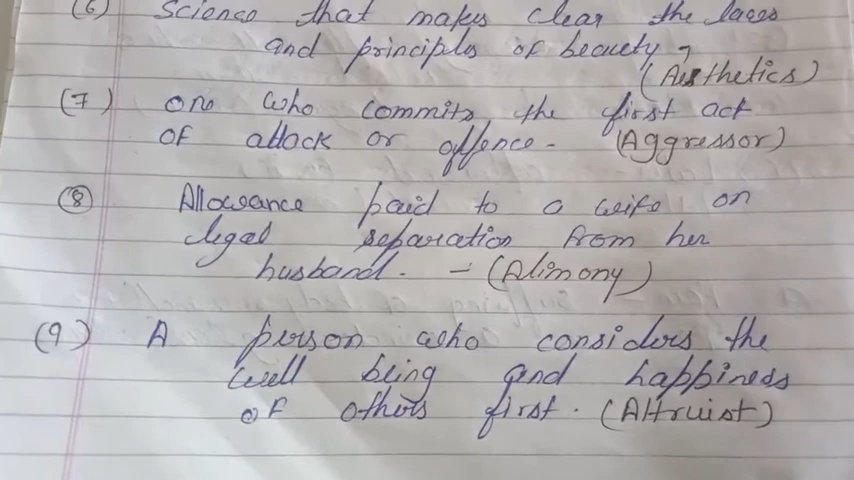 (6) Science that makes clear the laces
and principles of beauety -
(Aesthetics)
(7) one who commits the first act
of attack or offence - (Aggressor)
(8) Allowance paid to a wife on
legal separation from her
husband. - (Alimony)
(9) A person who considers the
well being and happiness
of others first. (Altruist)